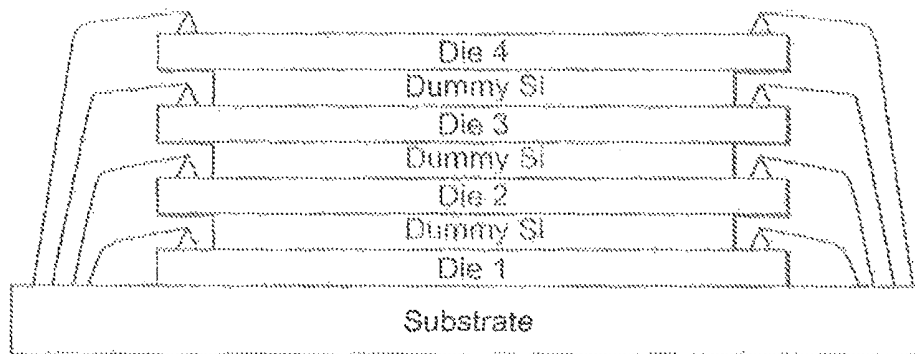 Die 4
Dummy Si
Die 3
Dummy Si
Die 2
Dummy Si
Die 1
Substrate